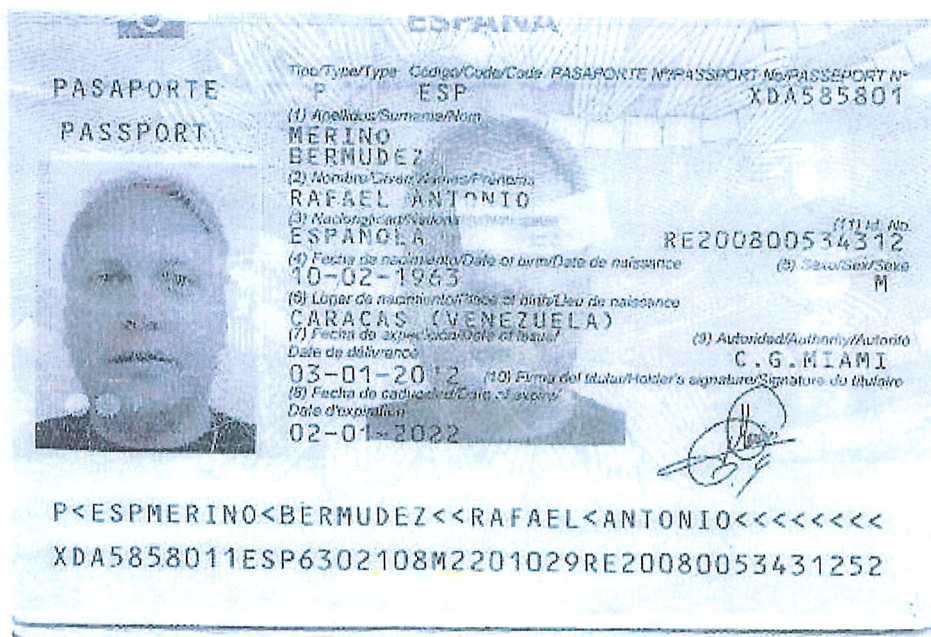 ESPAÑA
PASAPORTE
PASSPORT
Tipo/Type/Type Código/Code/Code PASAPORTE Nº/PASSPORT No/PASSEPORT Nº
P ESP XDA585801
(1) Apellidos/Surname/Nom
MERINO
BERMUDEZ
(2) Nombre/Given Names/Prénoms
RAFAEL ANTONIO
(3)
ESPAÑOLA
(11) Id. No.
RE200800534312
(4) Fecha de nacimiento/Date of birth/Date de naissance (5) Sexo/Sex/Sexe
10-02-1963 M
(6) Lugar de nacimiento/Place of birth/Lieu de naissance
CARACAS (VENEZUELA)
(7) Fecha de expedición/Date of issue/ (9) Autoridad/Authority/Autorité
Date de délivrance C.G.MIAMI
03-01-2012 (10) Firma del titular/Holder's signature/Signature du titulaire
(8) Fecha de caducidad/Date of expiry/
Date d'expiration
02-01-2022
P<ESPMERINO<BERMUDEZ<<RAFAEL<ANTONIO<<<<<<<<
XDA5858011ESP6302108M2201029RE20080053431252